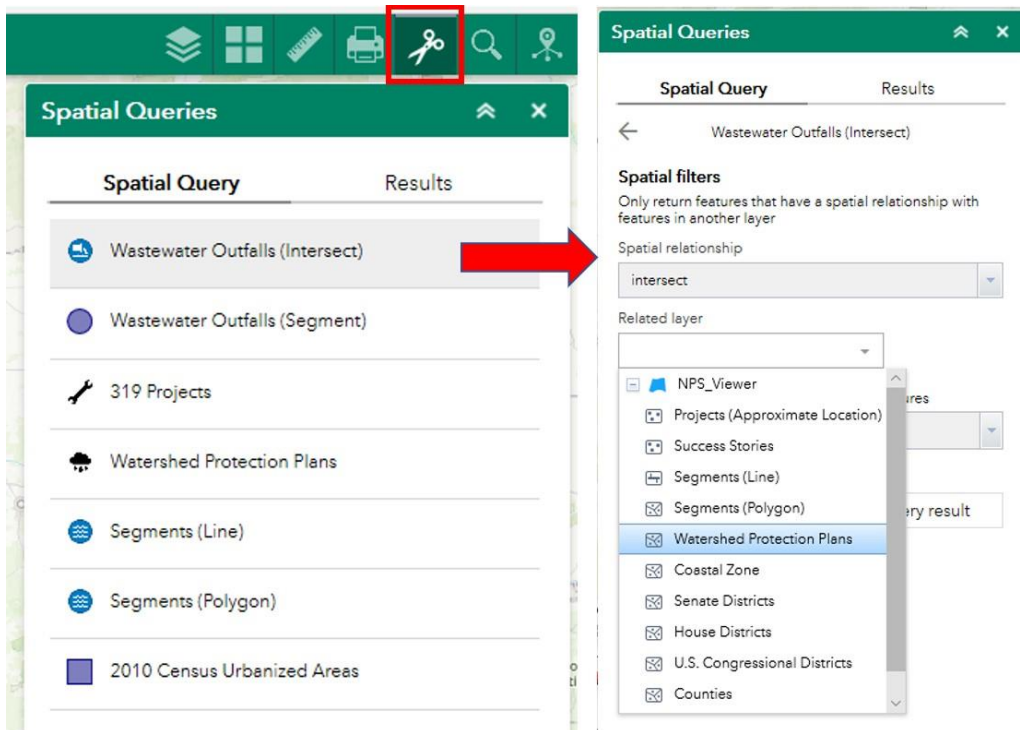 Spatial Queries
Spatial Query Results
Wastewater Outfalls (Intersect)
Wastewater Outfalls (Segment)
319 Projects
Watershed Protection Plans
Segments (Line)
Segments (Polygon)
2010 Census Urbanized Areas
Spatial Queries
Spatial Query Results
Wastewater Outfalls (Intersect)
Spatial filters
Only return features that have a spatial relationship with
features in another layer
Spatial relationship
intersect
Related layer
NPS_Viewer
Projects (Approximate Location)
Success Stories
Segments (Line)
Segments (Polygon)
Watershed Protection Plans
Coastal Zone
Senate Districts
House Districts
U.S. Congressional Districts
Counties
ures
ery result